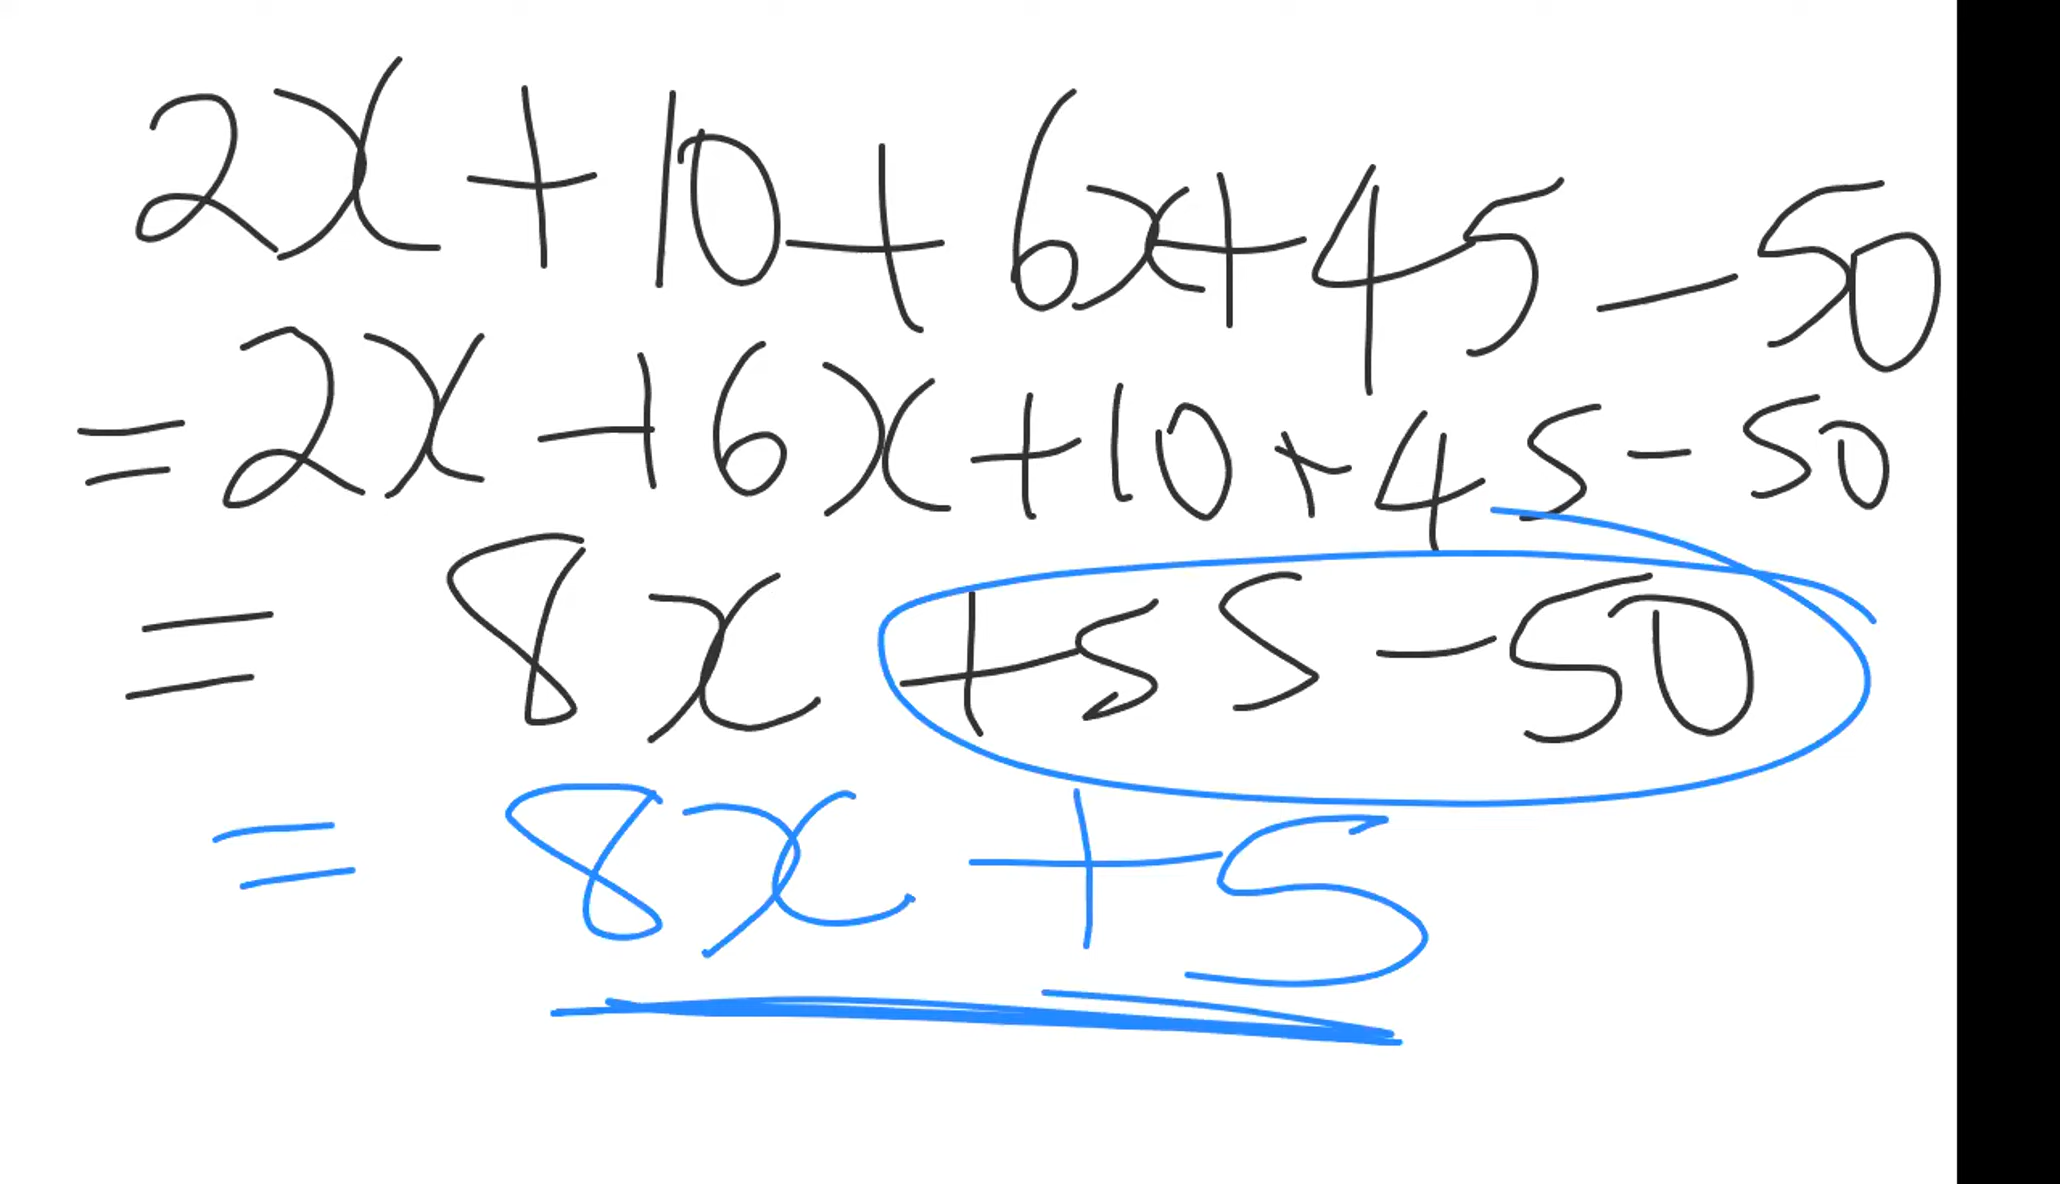 2x + 10 + 6x + 45 - 50
= 2x + 6x + 10 + 45 - 50
= 8x + 55 - 50
= 8x + 5